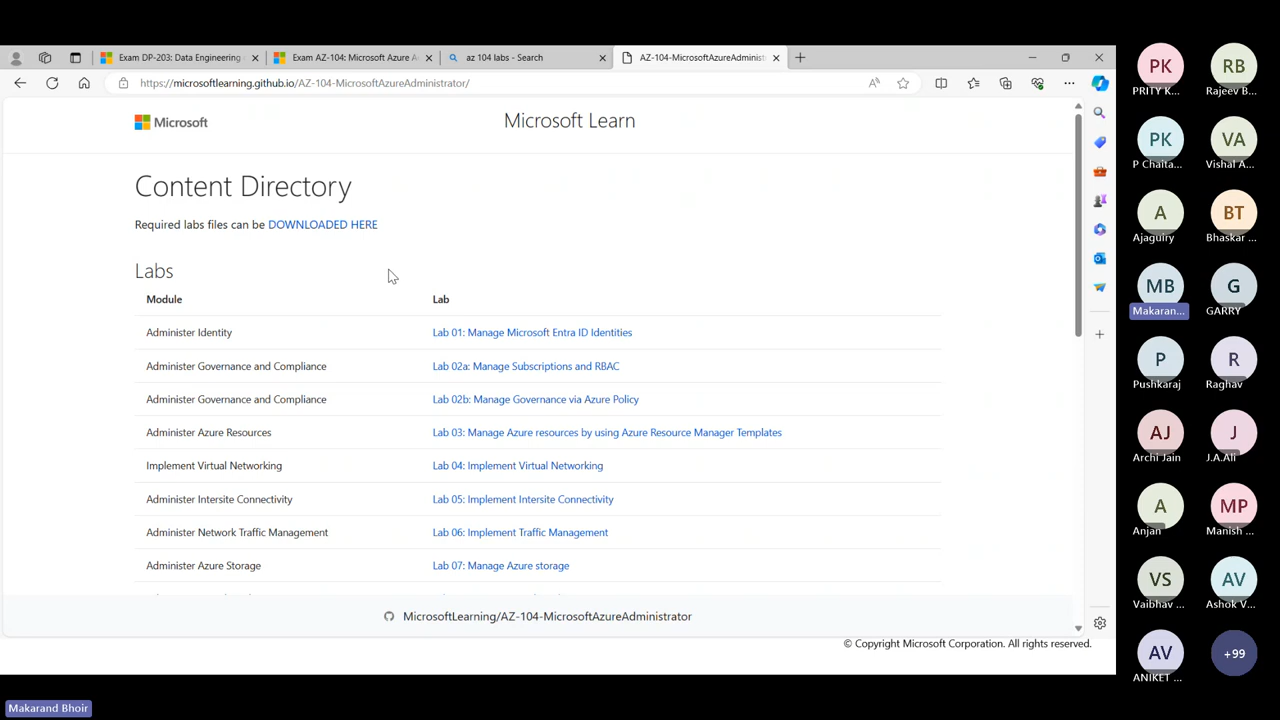 Exam DP-203: Data Engineering
Exam AZ-104: Microsoft Azure A
az 104 labs - Search
AZ-104-MicrosoftAzureAdminist
https://microsoftlearning.github.io/AZ-104-MicrosoftAzureAdministrator/
Microsoft
Microsoft Learn
Content Directory
Required labs files can be DOWNLOADED HERE
Labs
Module Lab
Administer Identity Lab 01: Manage Microsoft Entra ID Identities
Administer Governance and Compliance Lab 02a: Manage Subscriptions and RBAC
Administer Governance and Compliance Lab 02b: Manage Governance via Azure Policy
Administer Azure Resources Lab 03: Manage Azure resources by using Azure Resource Manager Templates
Implement Virtual Networking Lab 04: Implement Virtual Networking
Administer Intersite Connectivity Lab 05: Implement Intersite Connectivity
Administer Network Traffic Management Lab 06: Implement Traffic Management
Administer Azure Storage Lab 07: Manage Azure storage
MicrosoftLearning/AZ-104-MicrosoftAzureAdministrator
© Copyright Microsoft Corporation. All rights reserved.
Makarand Bhoir
PK RB
PRITY K... Rajeev B...
PK VA
P Chaita... Vishal A...
A BT
Ajaguiry Bhaskar ...
MB G
Makaran... GARRY
P R
Pushkaraj Raghav
AJ J
Archi Jain J.A.Ali
A MP
Anjan Manish ...
VS AV
Vaibhav ... Ashok V...
AV +99
ANIKET ...